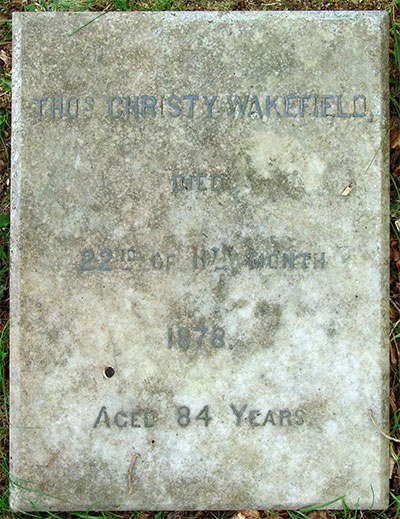 THOS CHRISTY WAKEFIELD,
DIED
22ND OF 11TH MONTH
1878.
AGED 84 YEARS.